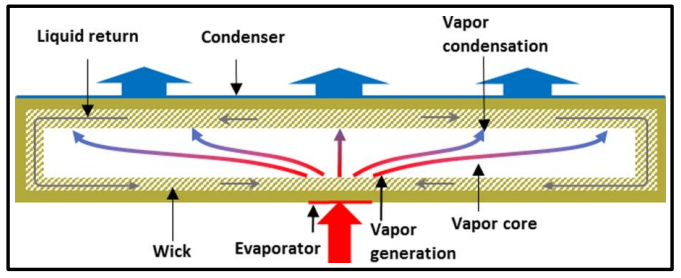 Liquid return
Condenser
Vapor
condensation
Wick
Evaporator
Vapor
generation
Vapor core